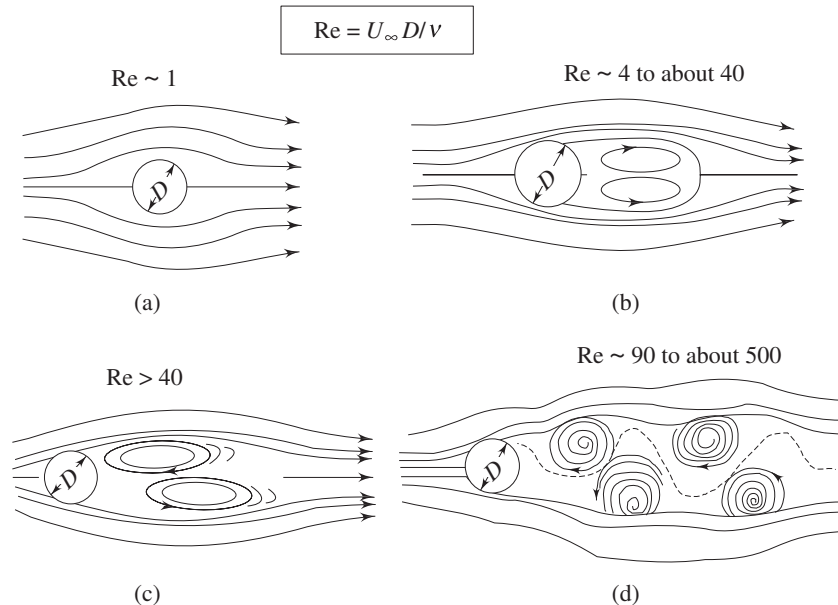 Re = U∞ D/ν
Re ~ 1
Re ~ 4 to about 40
D
D
(a)
(b)
Re > 40
Re ~ 90 to about 500
D
D
(c)
(d)